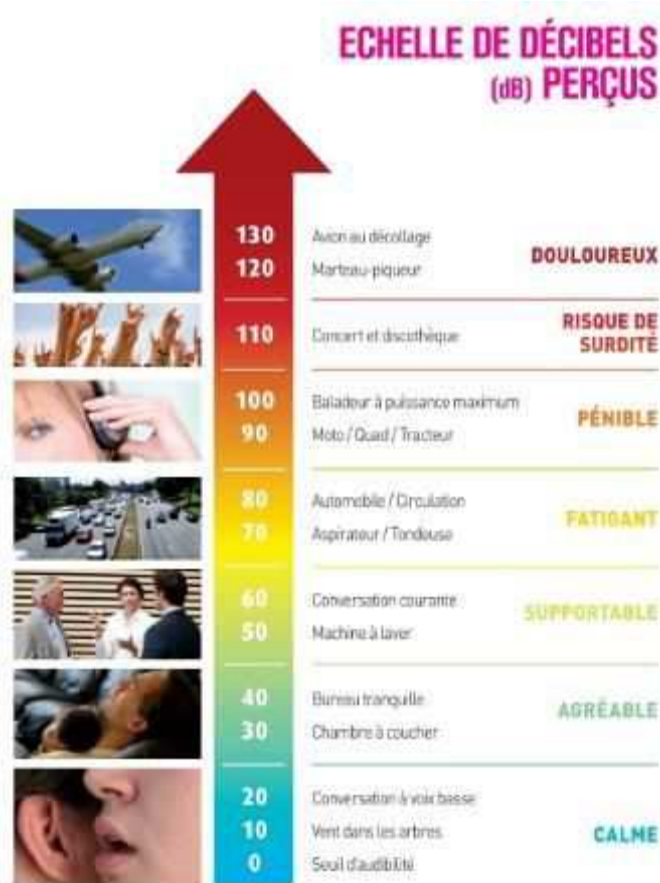 ECHELLE DE DÉCIBELS
(dB) PERÇUS
130 Avion au décollage
120 Marteau-piqueur
DOULOUREUX
110 Concert et discothèque
RISQUE DE
SURDITÉ
100 Baladeur à puissance maximum
90 Moto / Quad / Tracteur
PÉNIBLE
80 Automobile / Circulation
70 Aspirateur / Tondeuse
FATIGANT
60 Conversation courante
50 Machine à laver
SUPPORTABLE
40 Bureau tranquille
30 Chambre à coucher
AGRÉABLE
20 Conversation à voix basse
10 Vent dans les arbres
0 Seuil d'audibilité
CALME